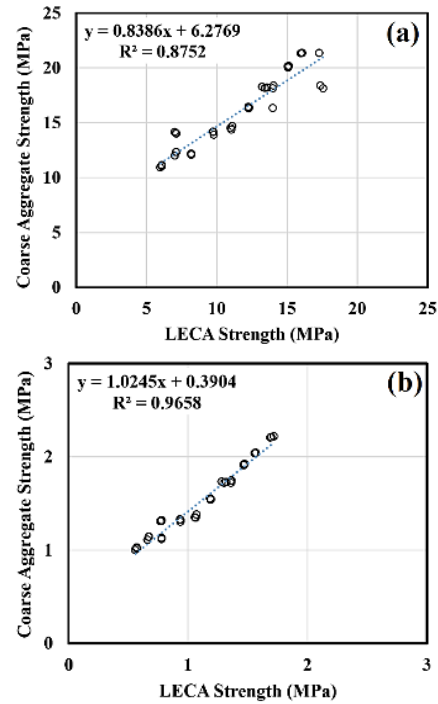 y = 0.8386x + 6.2769
R² = 0.8752
(a)
Coarse Aggregate Strength (MPa)
25
20
15
10
5
0
0 5 10 15 20 25
LECA Strength (MPa)
y = 1.0245x + 0.3904
R² = 0.9658
(b)
Coarse Aggregate Strength (MPa)
3
2
1
0
0 1 2 3
LECA Strength (MPa)